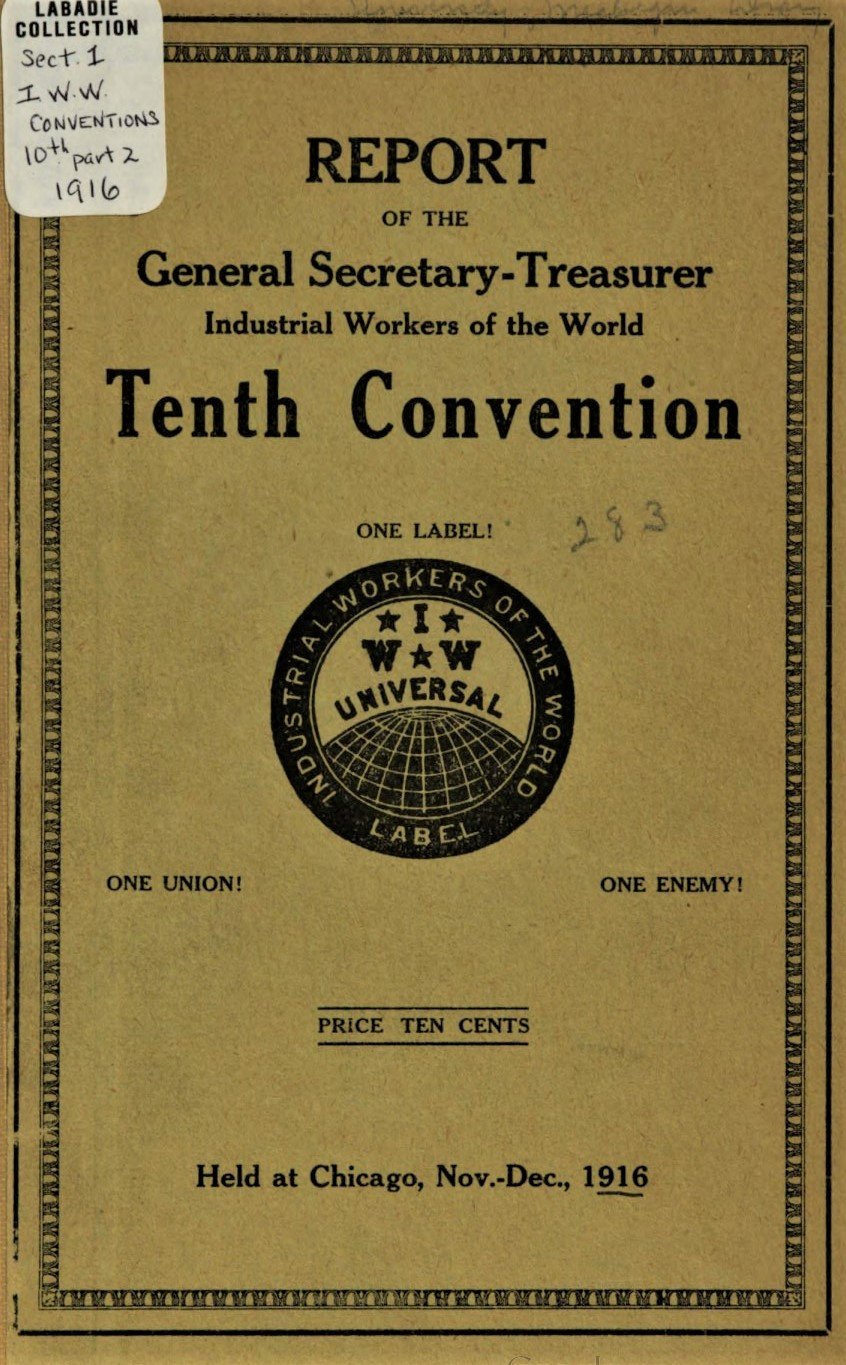 LABADIE
COLLECTION
Sect. 1
I.W.W.
CONVENTIONS
10th part 2
1916
REPORT
OF THE
General Secretary-Treasurer
Industrial Workers of the World
Tenth Convention
ONE LABEL!
283
INDUSTRIAL WORKERS OF THE WORLD
I
W W
UNIVERSAL
LABEL
ONE UNION!
ONE ENEMY!
PRICE TEN CENTS
Held at Chicago, Nov.-Dec., 1916